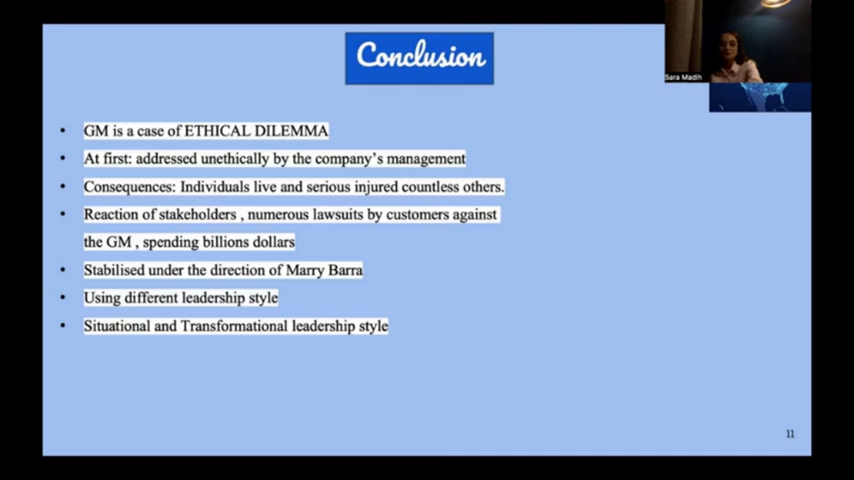 Conclusion
Sara Madih
• GM is a case of ETHICAL DILEMMA
• At first: addressed unethically by the company's management
• Consequences: Individuals live and serious injured countless others.
• Reaction of stakeholders , numerous lawsuits by customers against
the GM , spending billions dollars
• Stabilised under the direction of Marry Barra
• Using different leadership style
• Situational and Transformational leadership style
11